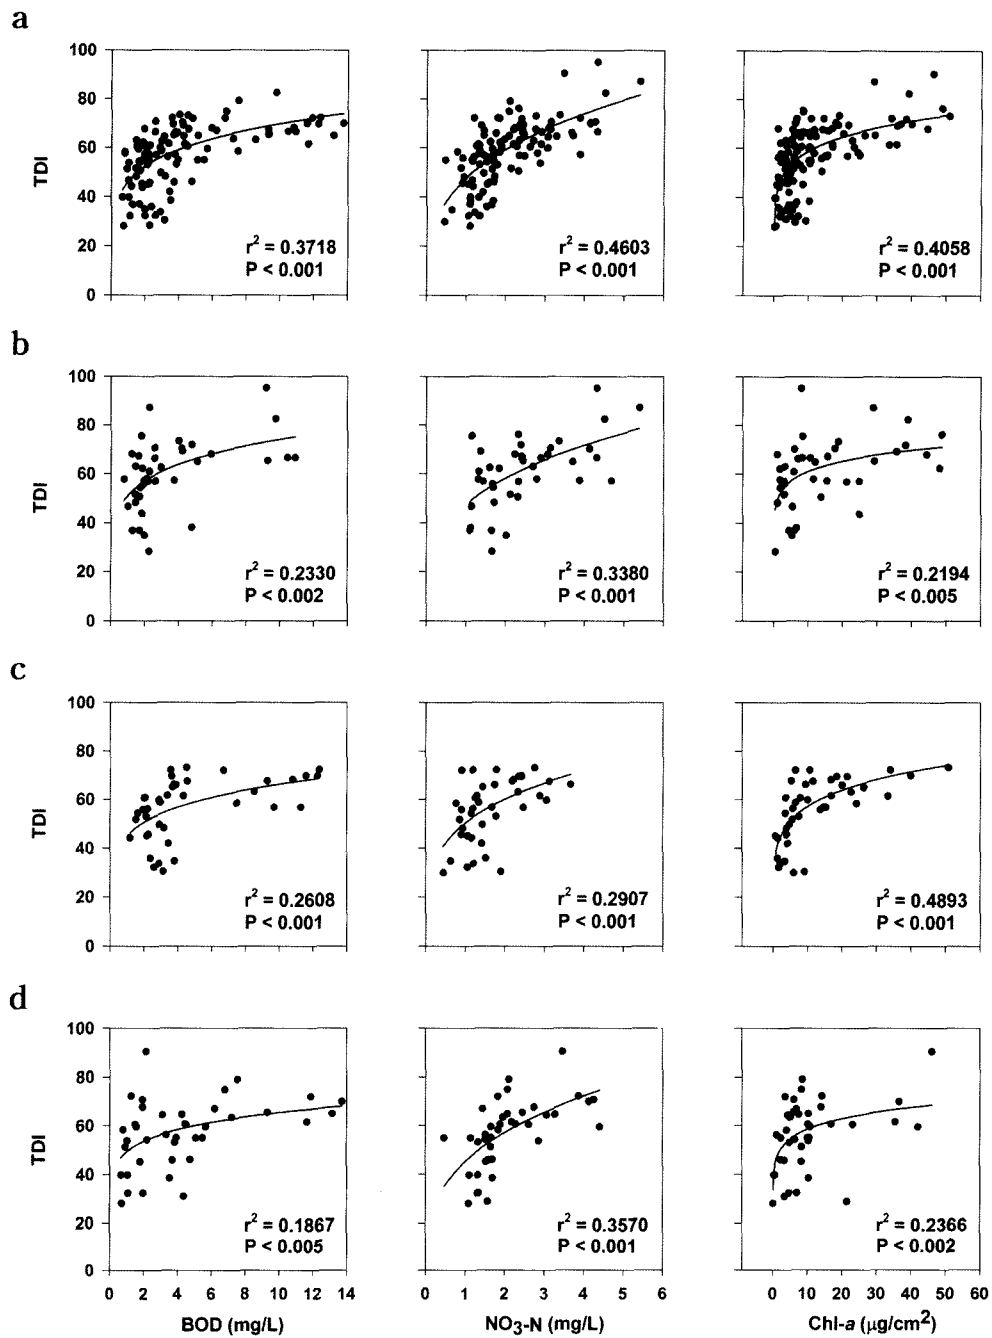 a
100
80
60
40
20
0
TDI
r² = 0.3718
P < 0.001
r² = 0.4603
P < 0.001
r² = 0.4058
P < 0.001
b
100
80
60
40
20
0
TDI
r² = 0.2330
P < 0.002
r² = 0.3380
P < 0.001
r² = 0.2194
P < 0.005
c
100
80
60
40
20
0
TDI
r² = 0.2608
P < 0.001
r² = 0.2907
P < 0.001
r² = 0.4893
P < 0.001
d
100
80
60
40
20
0
TDI
r² = 0.1867
P < 0.005
r² = 0.3570
P < 0.001
r² = 0.2366
P < 0.002
0 2 4 6 8 10 12 14
0 1 2 3 4 5 6
0 10 20 30 40 50 60
BOD (mg/L)
NO₃-N (mg/L)
Chl-a (μg/cm²)